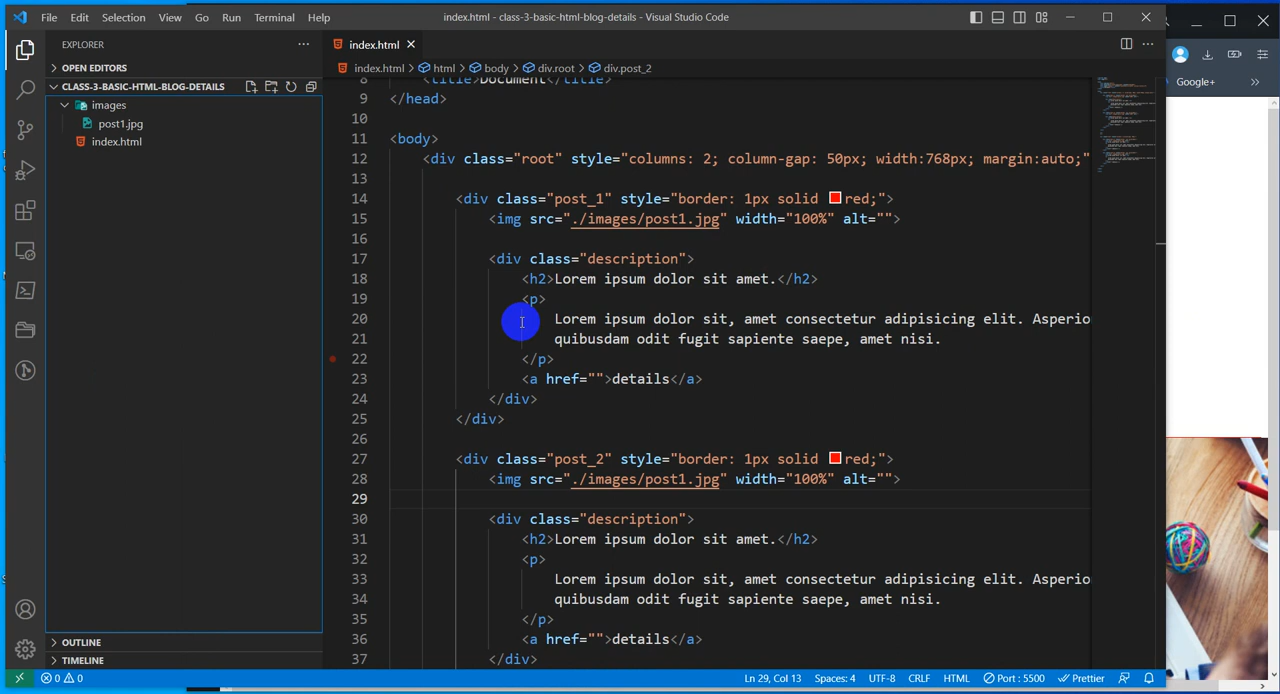 File Edit Selection View Go Run Terminal Help
index.html - class-3-basic-html-blog-details - Visual Studio Code
EXPLORER
OPEN EDITORS
CLASS-3-BASIC-HTML-BLOG-DETAILS
images
post1.jpg
index.html
OUTLINE
TIMELINE
index.html
index.html > html > body > div.root > div.post_2
8 <title>Document</title>
9 </head>
10
11 <body>
12 <div class="root" style="columns: 2; column-gap: 50px; width:768px; margin:auto;"
13
14 <div class="post_1" style="border: 1px solid red;">
15 <img src="./images/post1.jpg" width="100%" alt="">
16
17 <div class="description">
18 <h2>Lorem ipsum dolor sit amet.</h2>
19 <p>
20 Lorem ipsum dolor sit, amet consectetur adipisicing elit. Asperio
21 quibusdam odit fugit sapiente saepe, amet nisi.
22 </p>
23 <a href="">details</a>
24 </div>
25 </div>
26
27 <div class="post_2" style="border: 1px solid red;">
28 <img src="./images/post1.jpg" width="100%" alt="">
29
30 <div class="description">
31 <h2>Lorem ipsum dolor sit amet.</h2>
32 <p>
33 Lorem ipsum dolor sit, amet consectetur adipisicing elit. Asperio
34 quibusdam odit fugit sapiente saepe, amet nisi.
35 </p>
36 <a href="">details</a>
37 </div>
Google+
0 0 Ln 29, Col 13 Spaces: 4 UTF-8 CRLF HTML Port : 5500 Prettier